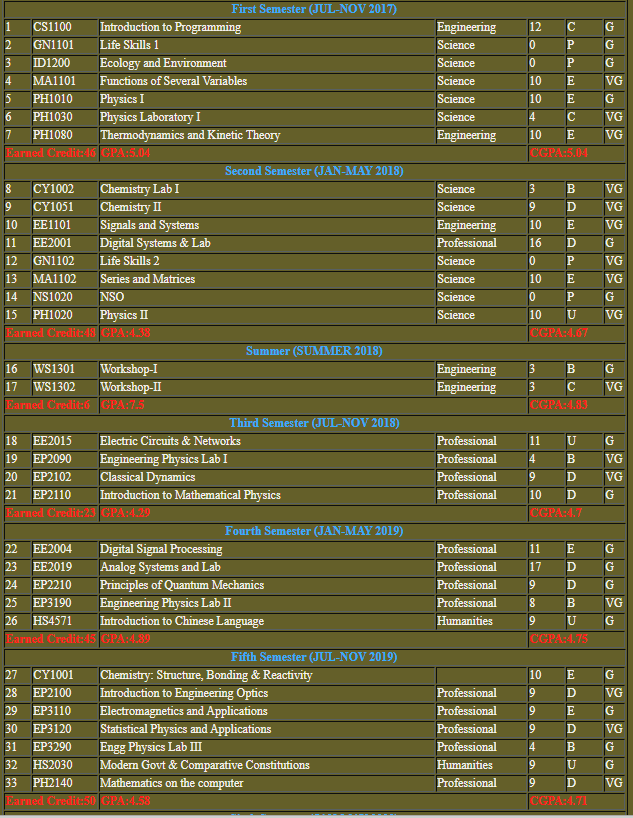 First Semester (JUL-NOV 2017)
1 CS1100 Introduction to Programming Engineering 12 C G
2 GN1101 Life Skills 1 Science 0 P G
3 ID1200 Ecology and Environment Science 0 P G
4 MA1101 Functions of Several Variables Science 10 E VG
5 PH1010 Physics I Science 10 E G
6 PH1030 Physics Laboratory I Science 4 C VG
7 PH1080 Thermodynamics and Kinetic Theory Engineering 10 E VG
Earned Credit:46 GPA:5.04 CGPA:5.04
Second Semester (JAN-MAY 2018)
8 CY1002 Chemistry Lab I Science 3 B VG
9 CY1051 Chemistry II Science 9 D VG
10 EE1101 Signals and Systems Engineering 10 E VG
11 EE2001 Digital Systems & Lab Professional 16 D G
12 GN1102 Life Skills 2 Science 0 P VG
13 MA1102 Series and Matrices Science 10 E VG
14 NS1020 NSO Science 0 P G
15 PH1020 Physics II Science 10 U VG
Earned Credit:48 GPA:4.38 CGPA:4.67
Summer (SUMMER 2018)
16 WS1301 Workshop-I Engineering 3 B G
17 WS1302 Workshop-II Engineering 3 C VG
Earned Credit:6 GPA:7.5 CGPA:4.83
Third Semester (JUL-NOV 2018)
18 EE2015 Electric Circuits & Networks Professional 11 U G
19 EP2090 Engineering Physics Lab I Professional 4 B VG
20 EP2102 Classical Dynamics Professional 9 D VG
21 EP2110 Introduction to Mathematical Physics Professional 10 D G
Earned Credit:23 GPA:4.29 CGPA:4.7
Fourth Semester (JAN-MAY 2019)
22 EE2004 Digital Signal Processing Professional 11 E G
23 EE2019 Analog Systems and Lab Professional 17 D G
24 EP2210 Principles of Quantum Mechanics Professional 9 D G
25 EP3190 Engineering Physics Lab II Professional 8 B VG
26 HS4571 Introduction to Chinese Language Humanities 9 U G
Earned Credit:45 GPA:4.89 CGPA:4.75
Fifth Semester (JUL-NOV 2019)
27 CY1001 Chemistry: Structure, Bonding & Reactivity 10 E G
28 EP2100 Introduction to Engineering Optics Professional 9 D VG
29 EP3110 Electromagnetics and Applications Professional 9 E G
30 EP3120 Statistical Physics and Applications Professional 9 D VG
31 EP3290 Engg Physics Lab III Professional 4 B G
32 HS2030 Modern Govt & Comparative Constitutions Humanities 9 U G
33 PH2140 Mathematics on the computer Professional 9 D VG
Earned Credit:50 GPA:4.58 CGPA:4.71